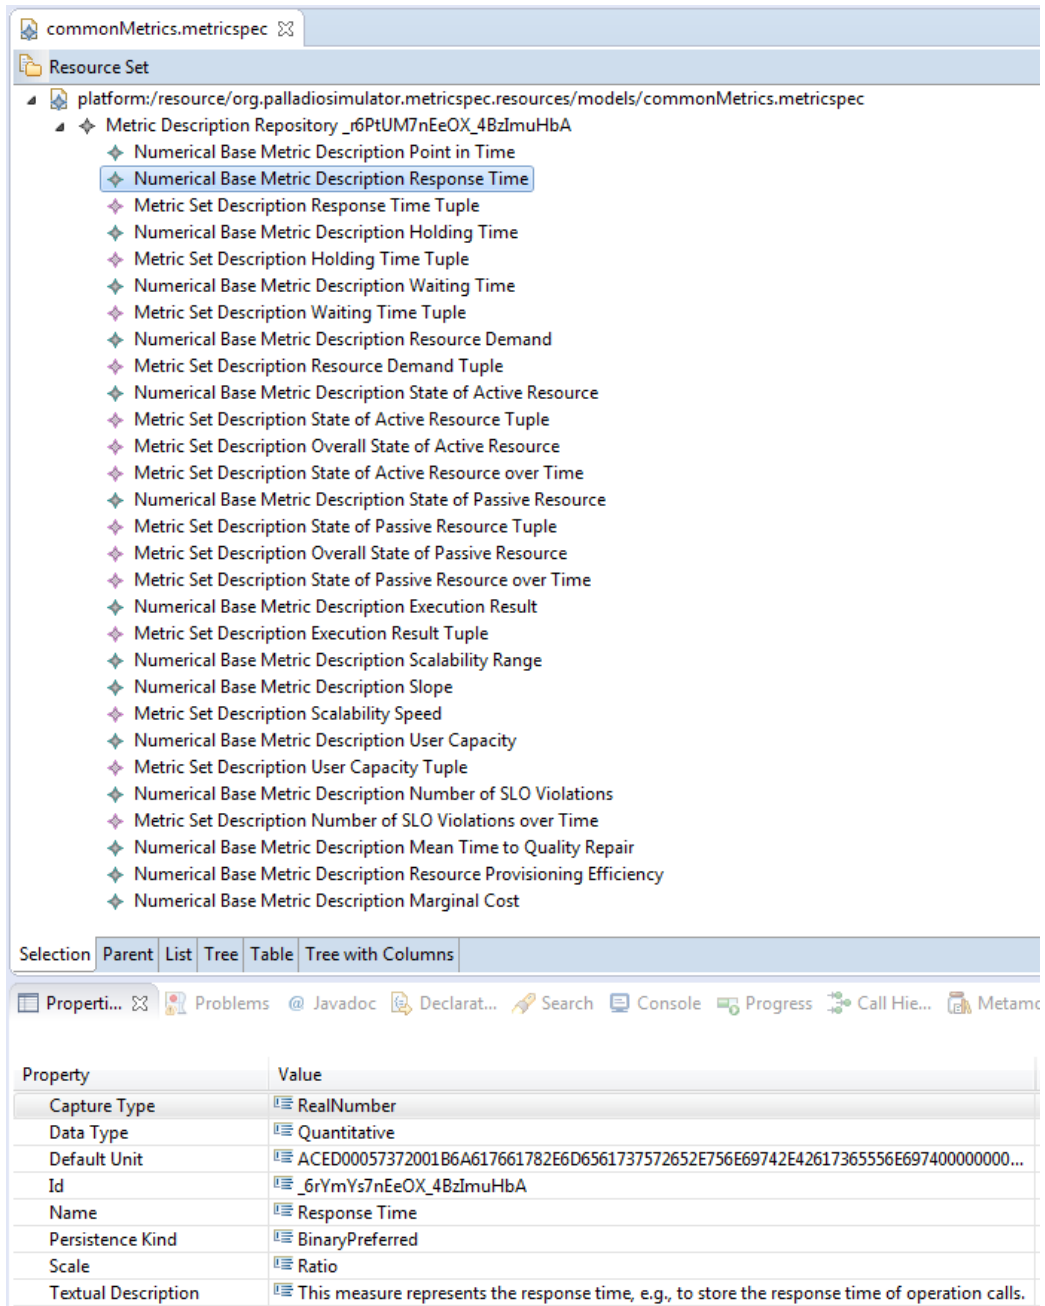 commonMetrics.metricspec
Resource Set
platform:/resource/org.palladiosimulator.metricspec.resources/models/commonMetrics.metricspec
Metric Description Repository _r6PtUM7nEeOX_4BzImuHbA
Numerical Base Metric Description Point in Time
Numerical Base Metric Description Response Time
Metric Set Description Response Time Tuple
Numerical Base Metric Description Holding Time
Metric Set Description Holding Time Tuple
Numerical Base Metric Description Waiting Time
Metric Set Description Waiting Time Tuple
Numerical Base Metric Description Resource Demand
Metric Set Description Resource Demand Tuple
Numerical Base Metric Description State of Active Resource
Metric Set Description State of Active Resource Tuple
Metric Set Description Overall State of Active Resource
Metric Set Description State of Active Resource over Time
Numerical Base Metric Description State of Passive Resource
Metric Set Description State of Passive Resource Tuple
Metric Set Description Overall State of Passive Resource
Metric Set Description State of Passive Resource over Time
Numerical Base Metric Description Execution Result
Metric Set Description Execution Result Tuple
Numerical Base Metric Description Scalability Range
Numerical Base Metric Description Slope
Metric Set Description Scalability Speed
Numerical Base Metric Description User Capacity
Metric Set Description User Capacity Tuple
Numerical Base Metric Description Number of SLO Violations
Metric Set Description Number of SLO Violations over Time
Numerical Base Metric Description Mean Time to Quality Repair
Numerical Base Metric Description Resource Provisioning Efficiency
Numerical Base Metric Description Marginal Cost
Selection Parent List Tree Table Tree with Columns
Properti... Problems @ Javadoc Declarat... Search Console Progress Call Hie... Metamo
Property Value
Capture Type RealNumber
Data Type Quantitative
Default Unit ACED00057372001B6A617661782E6D6561737572652E756E69742E42617365556E697400000000...
Id _6rYmYs7nEeOX_4BzImuHbA
Name Response Time
Persistence Kind BinaryPreferred
Scale Ratio
Textual Description This measure represents the response time, e.g., to store the response time of operation calls.